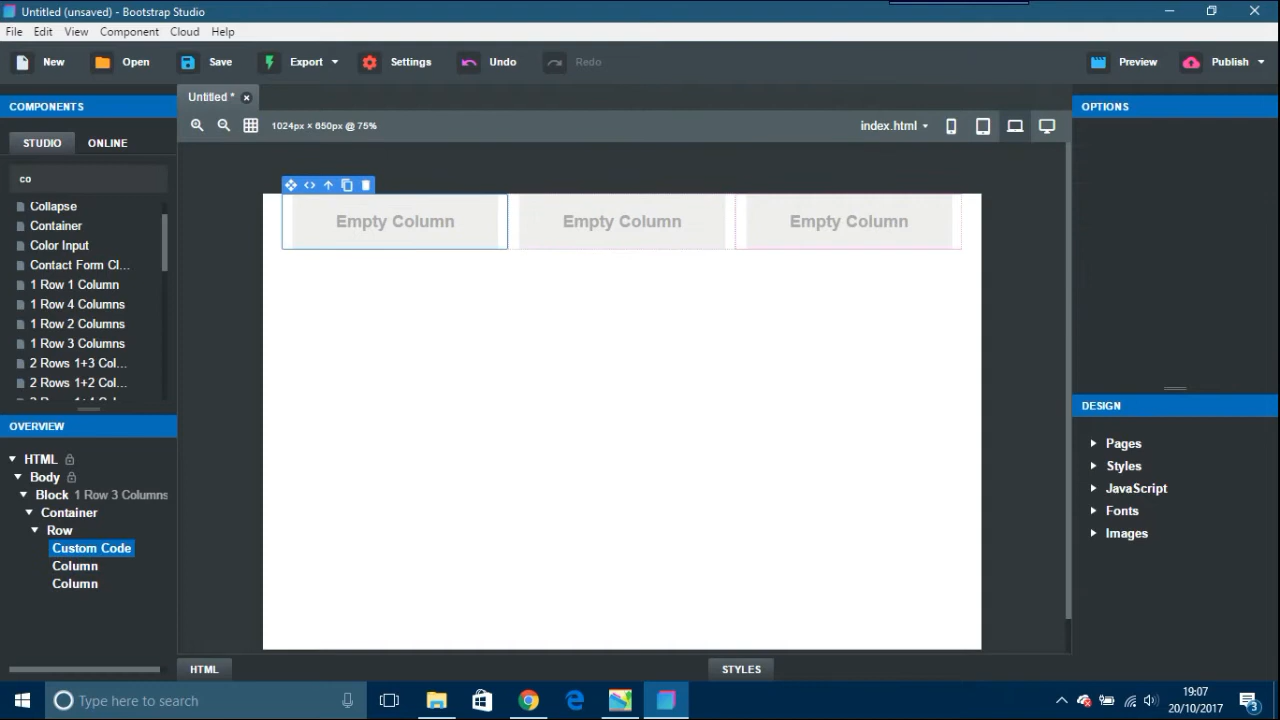 Untitled (unsaved) - Bootstrap Studio
File Edit View Component Cloud Help
New Open Save Export Settings Undo Redo Preview Publish
COMPONENTS
Untitled *
OPTIONS
STUDIO ONLINE
1024px × 650px @ 75%
index.html
co
Collapse
Container
Color Input
Contact Form Cl...
1 Row 1 Column
1 Row 4 Columns
1 Row 2 Columns
1 Row 3 Columns
2 Rows 1+3 Col...
2 Rows 1+2 Col...
Empty Column Empty Column Empty Column
OVERVIEW
HTML
Body
Block 1 Row 3 Columns
Container
Row
Custom Code
Column
Column
DESIGN
Pages
Styles
JavaScript
Fonts
Images
HTML STYLES
Type here to search
19:07
20/10/2017
3